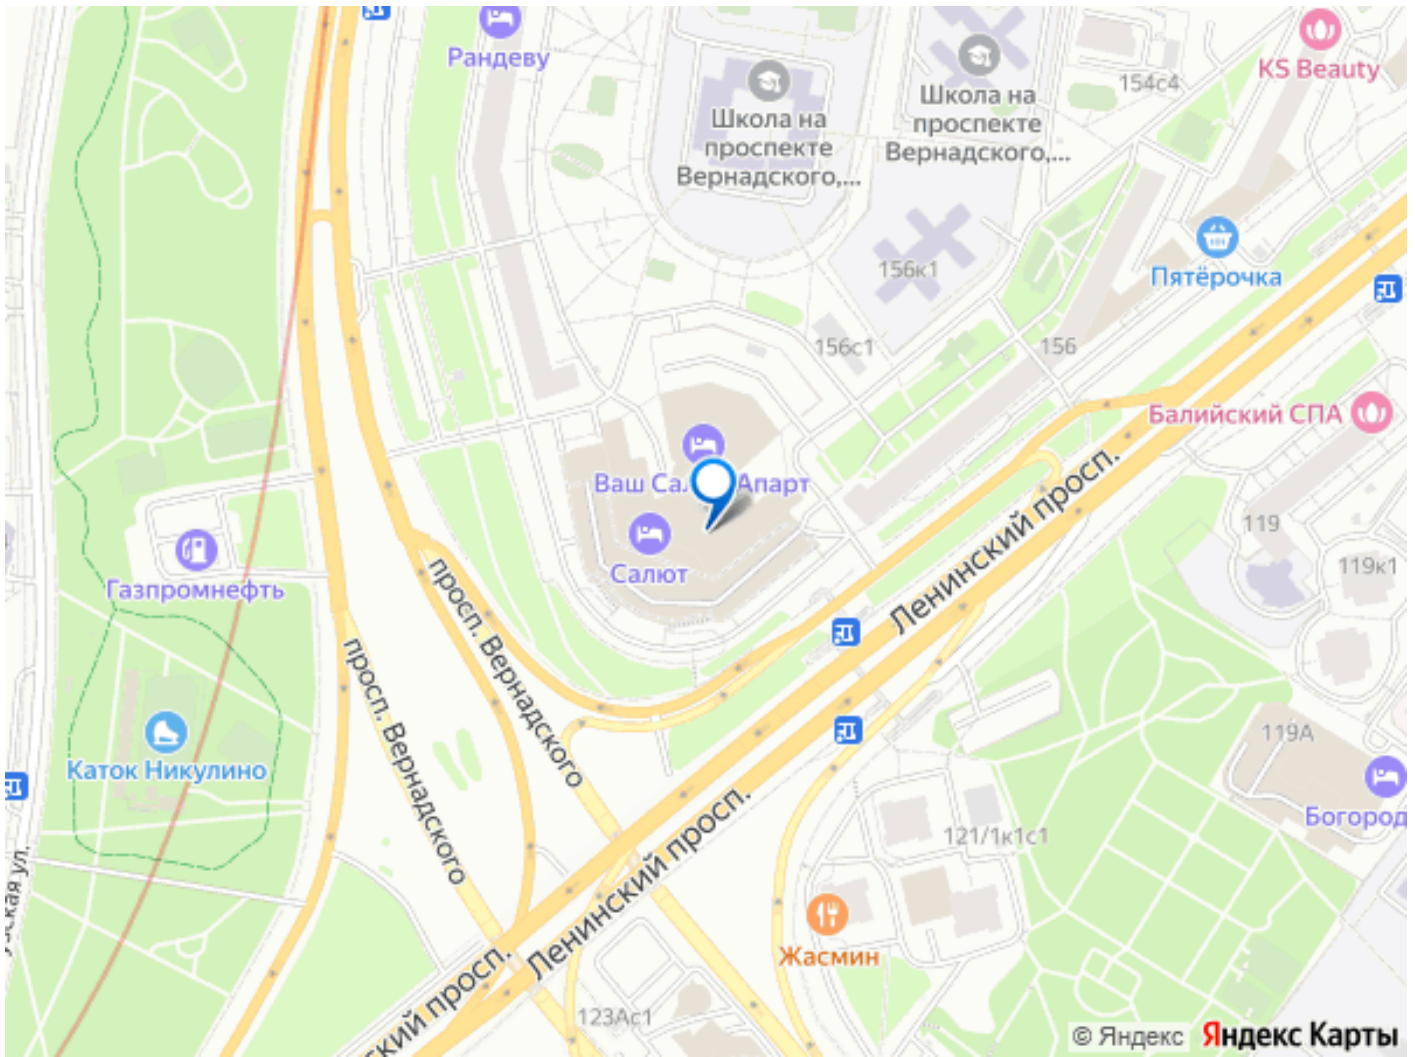 Рандеву
KS Beauty
154с4
Школа на
проспекте
Вернадского,...
Школа на
проспекте
Вернадского,...
156к1
Пятёрочка
156с1
156
Балийский СПА
Ваш Са Апарт
Салют
Ленинский просп.
119
119к1
Газпромнефть
просп. Вернадского
просп. Вернадского
Каток Никулино
119А
Богород
121/1к1с1
Ленинский просп.
Жасмин
ский просп.
123Ас1
ул.
© Яндекс Яндекс Карты